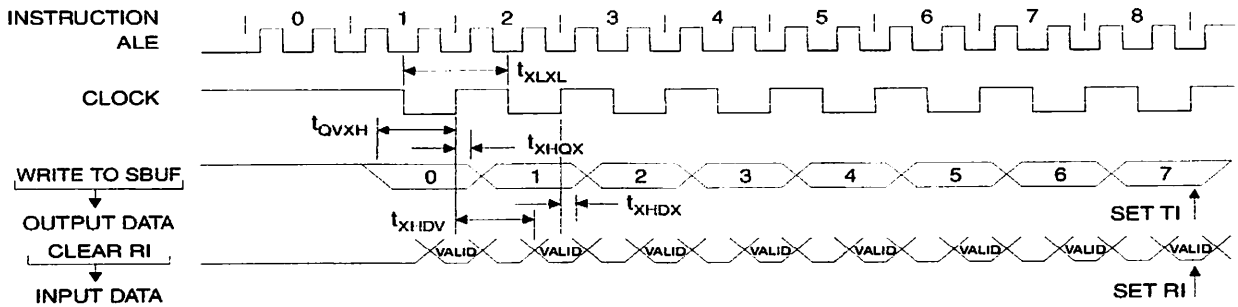 INSTRUCTION | 0 | 1 | 2 | 3 | 4 | 5 | 6 | 7 | 8 |
ALE
tXLXL
CLOCK
tQVXH
tXHQX
WRITE TO SBUF
0 1 2 3 4 5 6 7
OUTPUT DATA
tXHDV
tXHDX
SET TI
CLEAR RI
VALID VALID VALID VALID VALID VALID VALID VALID
INPUT DATA
SET RI